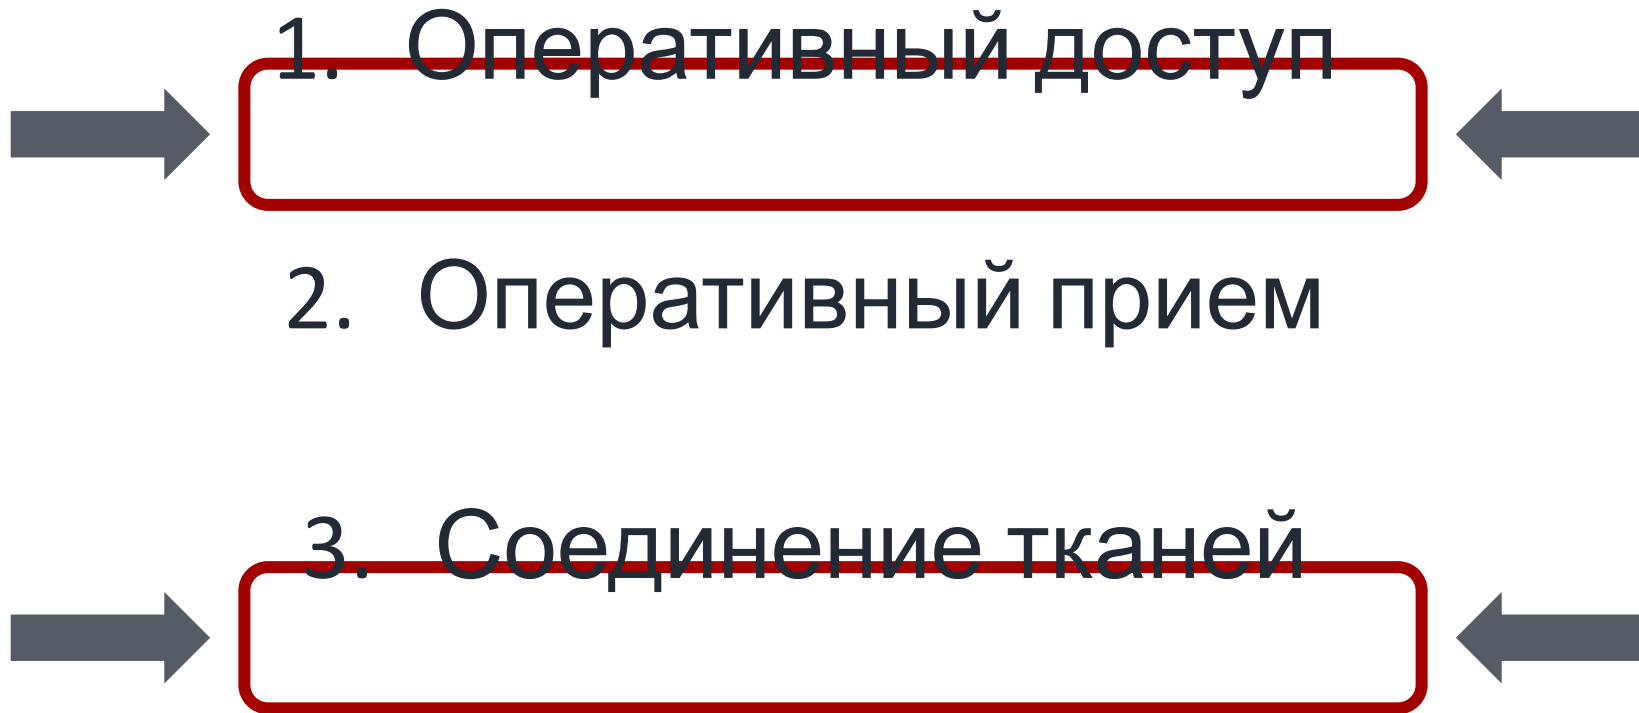 1. Оперативный доступ
2. Оперативный прием
3. Соединение тканей